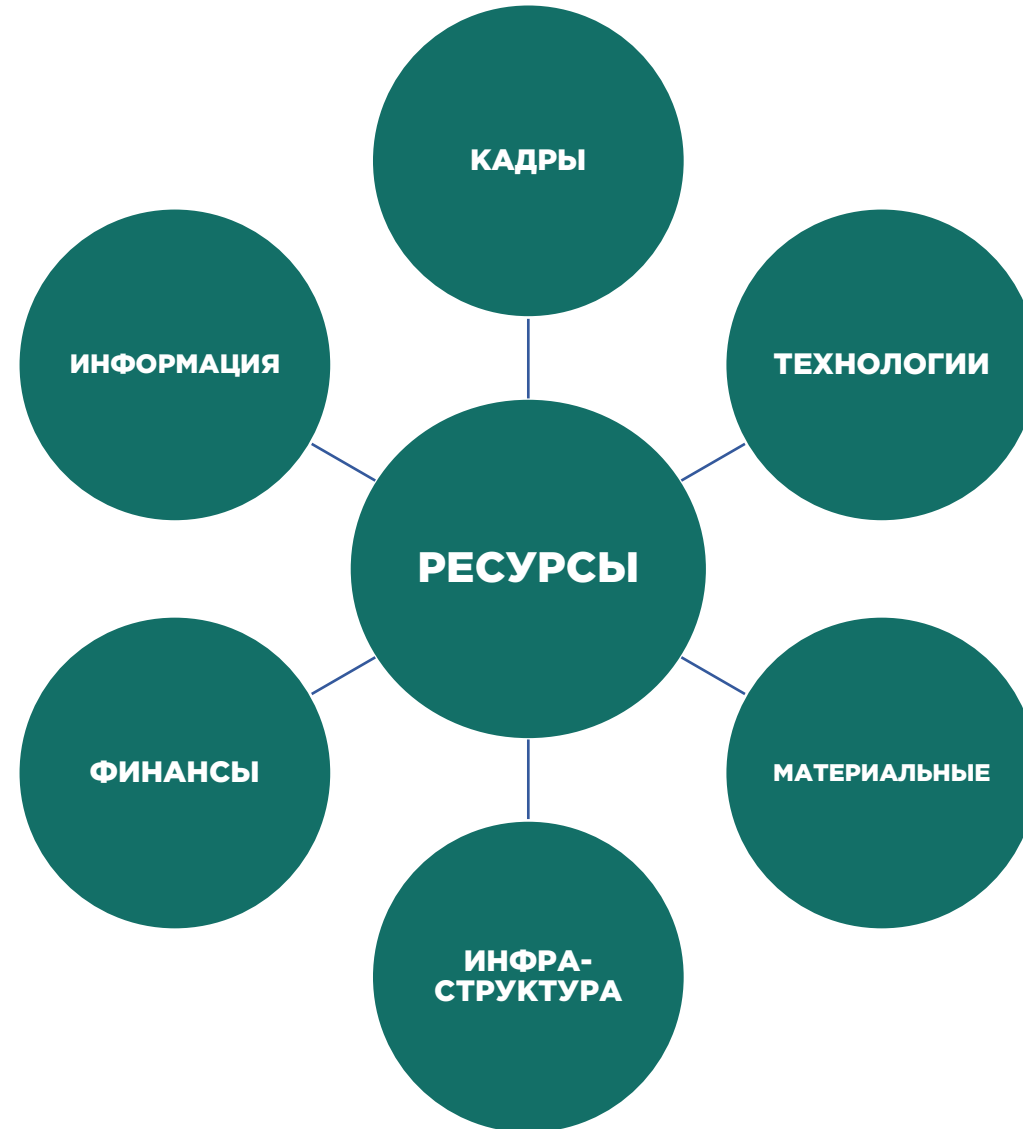 КАДРЫ
ИНФОРМАЦИЯ
ТЕХНОЛОГИИ
РЕСУРСЫ
ФИНАНСЫ
МАТЕРИАЛЬНЫЕ
ИНФРА-
СТРУКТУРА